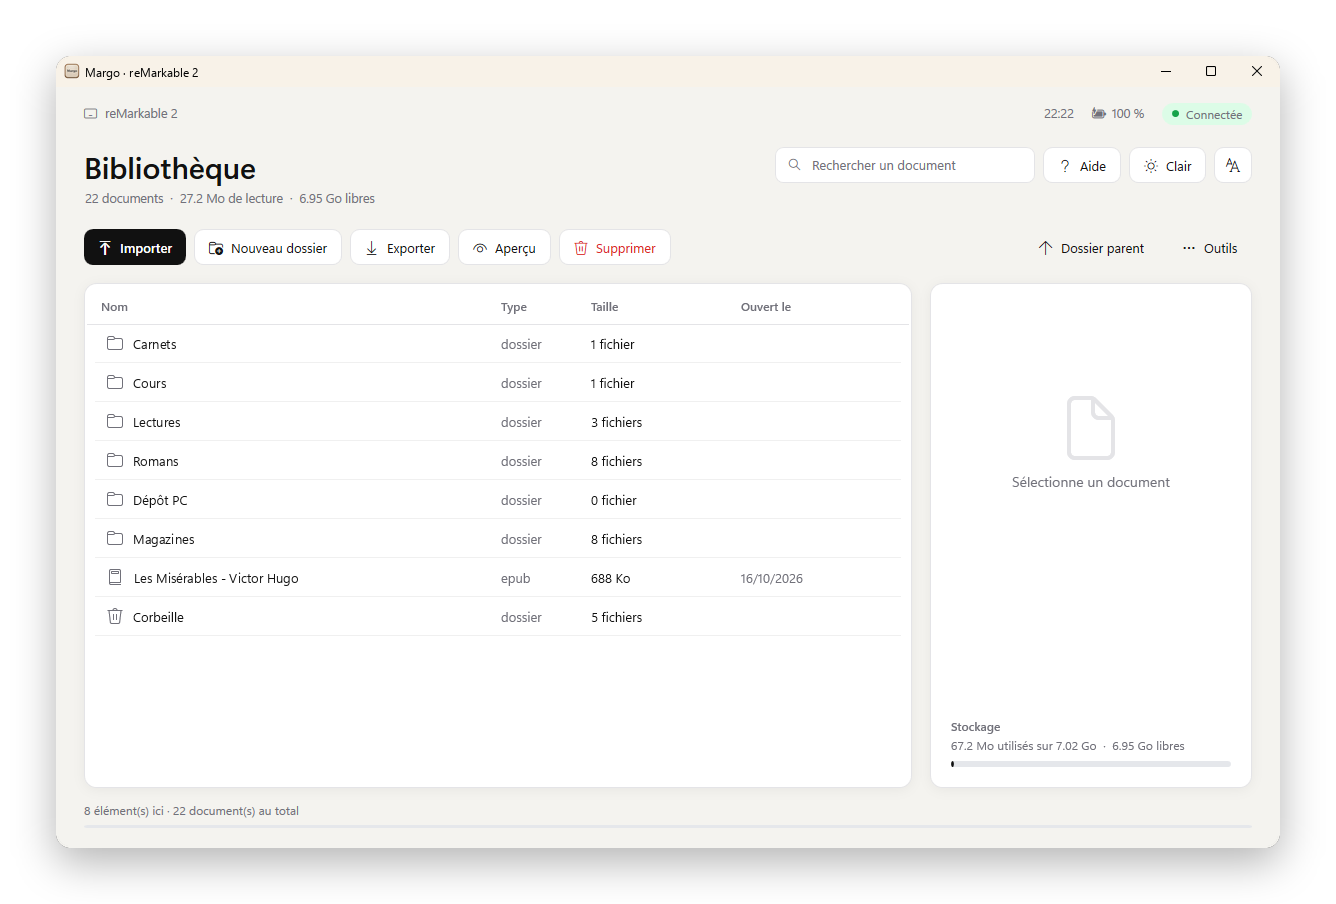 Margo · reMarkable 2
reMarkable 2
22:22
100 %
Connectée
Bibliothèque
Rechercher un document
? Aide
Clair
AA
22 documents · 27.2 Mo de lecture · 6.95 Go libres
Importer
Nouveau dossier
Exporter
Aperçu
Supprimer
Dossier parent
··· Outils
Nom Type Taille Ouvert le
Carnets dossier 1 fichier
Cours dossier 1 fichier
Lectures dossier 3 fichiers
Romans dossier 8 fichiers
Dépôt PC dossier 0 fichier
Magazines dossier 8 fichiers
Les Misérables - Victor Hugo epub 688 Ko 16/10/2026
Corbeille dossier 5 fichiers
Sélectionne un document
Stockage
67.2 Mo utilisés sur 7.02 Go · 6.95 Go libres
8 élément(s) ici · 22 document(s) au total